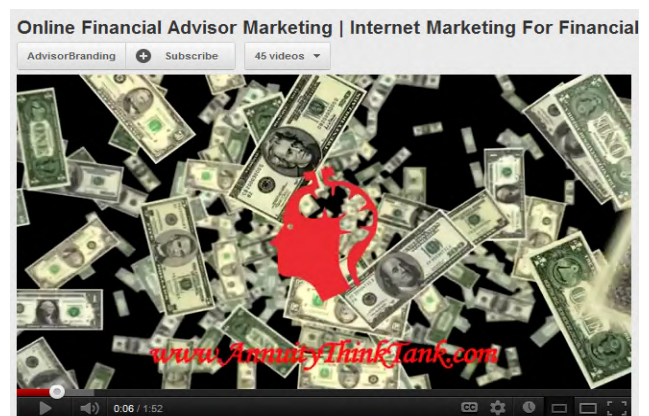 Online Financial Advisor Marketing | Internet Marketing For Financial
AdvisorBranding Subscribe 45 videos
www.AnnuityThinkTank.com
0:06 / 1:52 CC